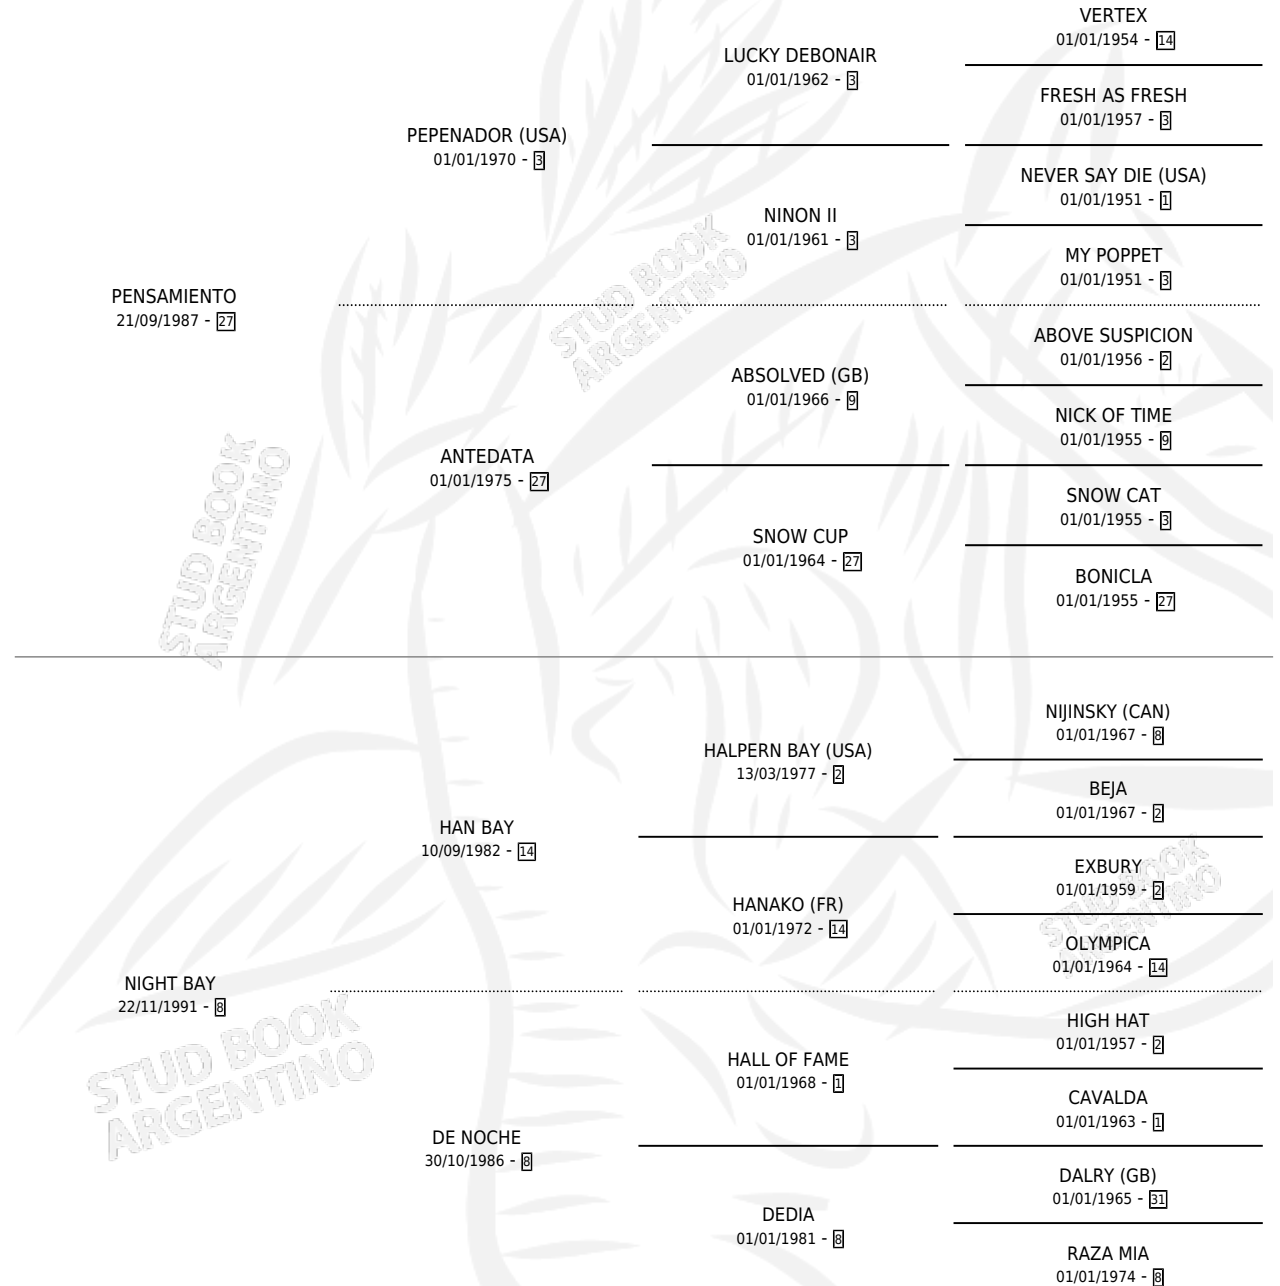 VERTEX
01/01/1954 - 14
LUCKY DEBONAIR
01/01/1962 - 3
FRESH AS FRESH
01/01/1957 - 3
PEPENADOR (USA)
01/01/1970 - 3
NEVER SAY DIE (USA)
01/01/1951 - 1
NINON II
01/01/1961 - 3
MY POPPET
01/01/1951 - 3
PENSAMIENTO
21/09/1987 - 27
ABOVE SUSPICION
01/01/1956 - 2
ABSOLVED (GB)
01/01/1966 - 9
NICK OF TIME
01/01/1955 - 9
ANTEDATA
01/01/1975 - 27
SNOW CAT
01/01/1955 - 3
SNOW CUP
01/01/1964 - 27
BONICLA
01/01/1955 - 27
NIJINSKY (CAN)
01/01/1967 - 8
HALPERN BAY (USA)
13/03/1977 - 2
BEJA
01/01/1967 - 2
HAN BAY
10/09/1982 - 14
EXBURY
01/01/1959 - 2
HANAKO (FR)
01/01/1972 - 14
OLYMPICA
01/01/1964 - 14
NIGHT BAY
22/11/1991 - 8
HIGH HAT
01/01/1957 - 2
HALL OF FAME
01/01/1968 - 1
CAVALDA
01/01/1963 - 1
DE NOCHE
30/10/1986 - 8
DALRY (GB)
01/01/1965 - 31
DEDIA
01/01/1981 - 8
RAZA MIA
01/01/1974 - 8
STUD BOOK
ARGENTINO
STUD BOOK
ARGENTINO
STUD BOOK
ARGENTINO
STUD BOOK
ARGENTINO